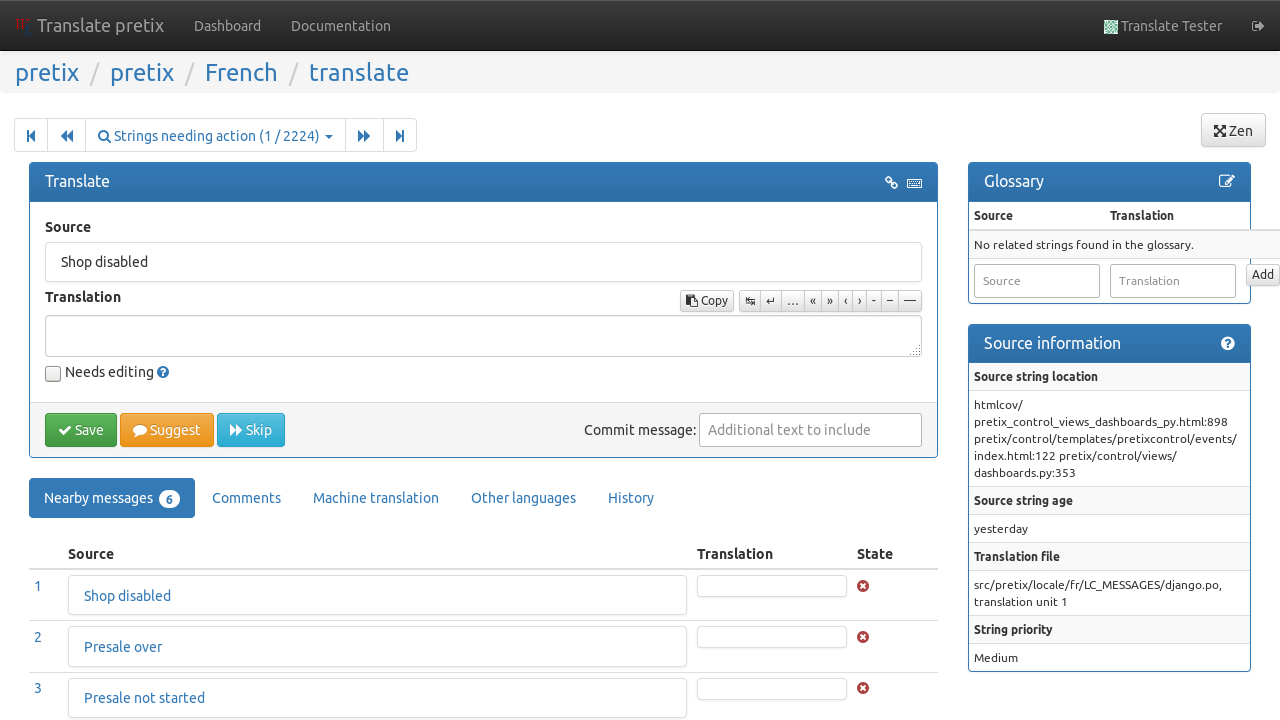 Translate pretix Dashboard Documentation Translate Tester
pretix / pretix / French / translate
Strings needing action (1 / 2224)
Zen
Translate
Source
Shop disabled
Translation
Copy ↹ ↵ … « » ‹ › - – —
Needs editing
Save Suggest Skip Commit message: Additional text to include
Nearby messages 6 Comments Machine translation Other languages History
Source Translation State
1 Shop disabled
2 Presale over
3 Presale not started
Glossary
Source Translation
No related strings found in the glossary.
Source Translation Add
Source information
Source string location
htmlcov/
pretix_control_views_dashboards_py.html:898
pretix/control/templates/pretixcontrol/events/
index.html:122 pretix/control/views/
dashboards.py:353
Source string age
yesterday
Translation file
src/pretix/locale/fr/LC_MESSAGES/django.po,
translation unit 1
String priority
Medium